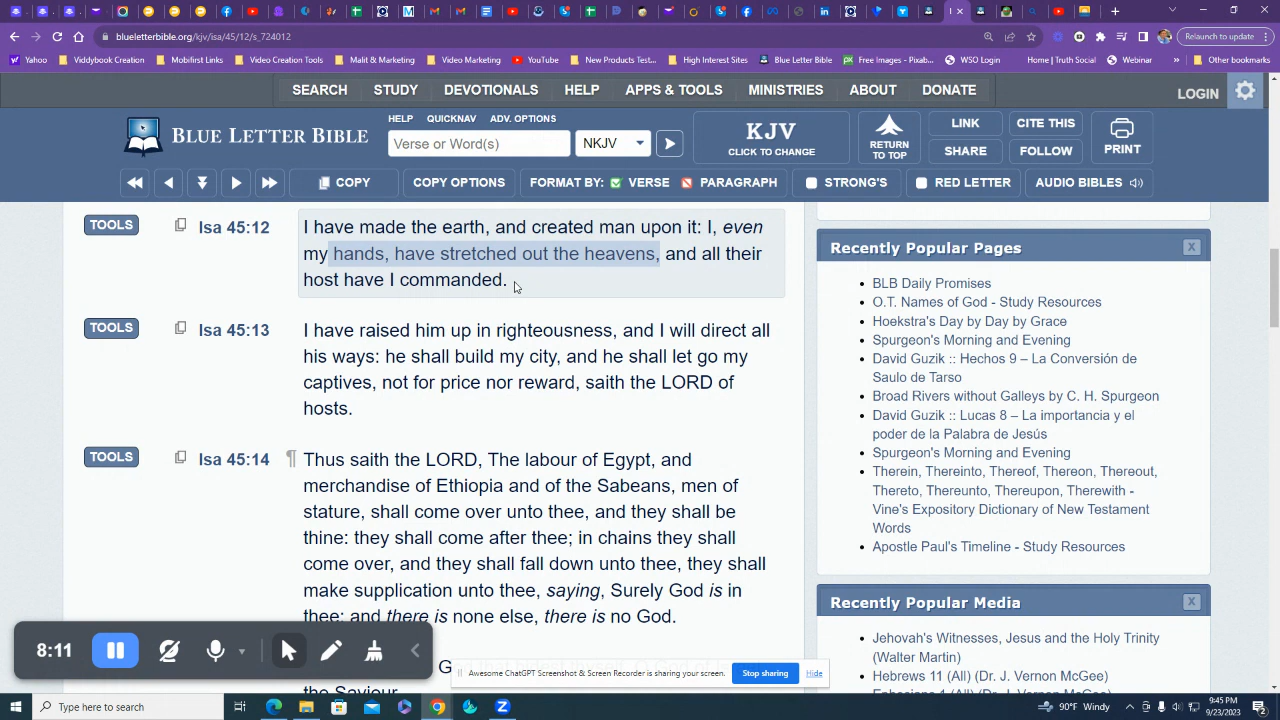 blueletterbible.org/kjv/isa/45/12/s_724012
Relaunch to update
Yahoo
Viddybook Creation
Mobifirst Links
Video Creation Tools
Malit & Marketing
Video Marketing
YouTube
New Products Test...
High Interest Sites
Blue Letter Bible
Free Images - Pixab...
WSO Login
Home | Truth Social
Webinar
Other Bookmarks
SEARCH STUDY DEVOTIONALS HELP APPS & TOOLS MINISTRIES ABOUT DONATE LOGIN
BLUE LETTER BIBLE
HELP QUICKNAV ADV. OPTIONS
Verse or Word(s)
NKJV
KJV
CLICK TO CHANGE
RETURN
TO TOP
LINK
CITE THIS
SHARE
FOLLOW
PRINT
COPY COPY OPTIONS FORMAT BY: VERSE PARAGRAPH STRONG'S RED LETTER AUDIO BIBLES
TOOLS Isa 45:12 I have made the earth, and created man upon it: I, even
my hands, have stretched out the heavens, and all their
host have I commanded.
TOOLS Isa 45:13 I have raised him up in righteousness, and I will direct all
his ways: he shall build my city, and he shall let go my
captives, not for price nor reward, saith the LORD of
hosts.
TOOLS Isa 45:14 ¶ Thus saith the LORD, The labour of Egypt, and
merchandise of Ethiopia and of the Sabeans, men of
stature, shall come over unto thee, and they shall be
thine: they shall come after thee; in chains they shall
come over, and they shall fall down unto thee, they shall
make supplication unto thee, saying, Surely God is in
thee; and there is none else, there is no God.
the Saviour.
Recently Popular Pages
BLB Daily Promises
O.T. Names of God - Study Resources
Hoekstra's Day by Day by Grace
Spurgeon's Morning and Evening
David Guzik :: Hechos 9 – La Conversión de
Saulo de Tarso
Broad Rivers without Galleys by C. H. Spurgeon
David Guzik :: Lucas 8 – La importancia y el
poder de la Palabra de Jesús
Spurgeon's Morning and Evening
Therein, Thereinto, Thereof, Thereon, Thereout,
Thereto, Thereunto, Thereupon, Therewith -
Vine's Expository Dictionary of New Testament
Words
Apostle Paul's Timeline - Study Resources
Recently Popular Media
Jehovah's Witnesses, Jesus and the Holy Trinity
(Walter Martin)
Hebrews 11 (All) (Dr. J. Vernon McGee)
8:11
Awesome ChatGPT Screenshot & Screen Recorder is sharing your screen.
Stop sharing
Hide
Type here to search
90°F Windy
9:45 PM
9/23/2023
2